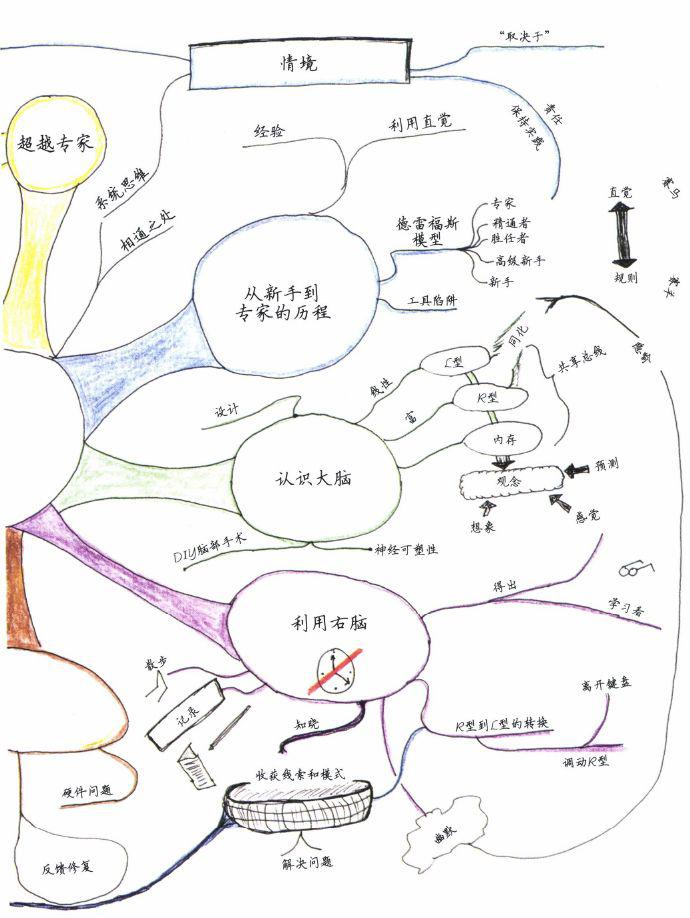 “取决于”
情境
责任
保持实践
超越专家
经验
利用直觉
系统思维
相通之处
直觉
规则
从新手到
专家的历程
德雷福斯
模型
专家
精通者
胜任者
高级新手
新手
工具陷阱
同化
共享总线
线性
L型
富
R型
内存
设计
认识大脑
观念
预测
想象
感觉
DIY脑部手术
神经可塑性
利用右脑
得出
学习者
散步
记录
知晓
离开键盘
R型到L型的转换
调动R型
收获线索和模式
解决问题
幽默
硬件问题
反馈修复